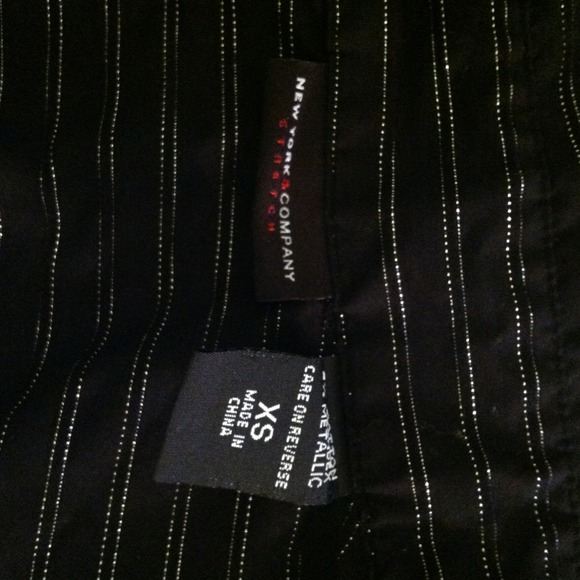 NEW YORK & COMPANY
STRETCH
METALLIC
CARE ON REVERSE
XS
MADE IN
CHINA